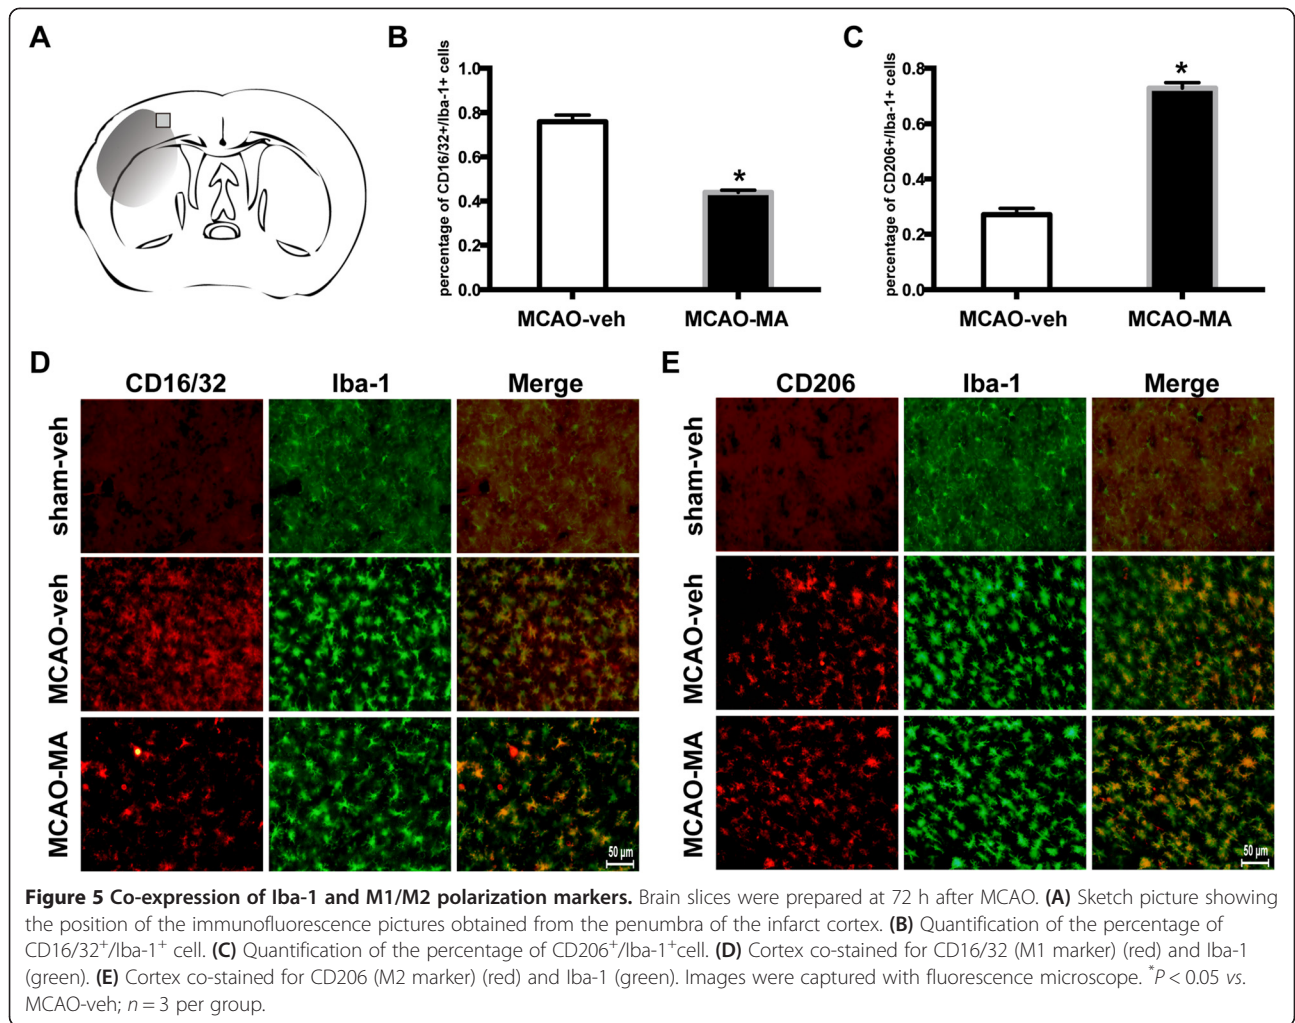 A
B
C
percentage of CD16/32+/Iba-1+ cells
1.0
0.8
0.6
0.4
0.2
0.0
*
MCAO-veh
MCAO-MA
percentage of CD206+/Iba-1+ cells
0.8
0.6
0.4
0.2
0.0
*
MCAO-veh
MCAO-MA
D
CD16/32
Iba-1
Merge
sham-veh
MCAO-veh
MCAO-MA
50 µm
E
CD206
Iba-1
Merge
sham-veh
MCAO-veh
MCAO-MA
50 µm
Figure 5 Co-expression of Iba-1 and M1/M2 polarization markers. Brain slices were prepared at 72 h after MCAO. (A) Sketch picture showing
the position of the immunofluorescence pictures obtained from the penumbra of the infarct cortex. (B) Quantification of the percentage of
CD16/32⁺/Iba-1⁺ cell. (C) Quantification of the percentage of CD206⁺/Iba-1⁺cell. (D) Cortex co-stained for CD16/32 (M1 marker) (red) and Iba-1
(green). (E) Cortex co-stained for CD206 (M2 marker) (red) and Iba-1 (green). Images were captured with fluorescence microscope. *P < 0.05 vs.
MCAO-veh; n = 3 per group.